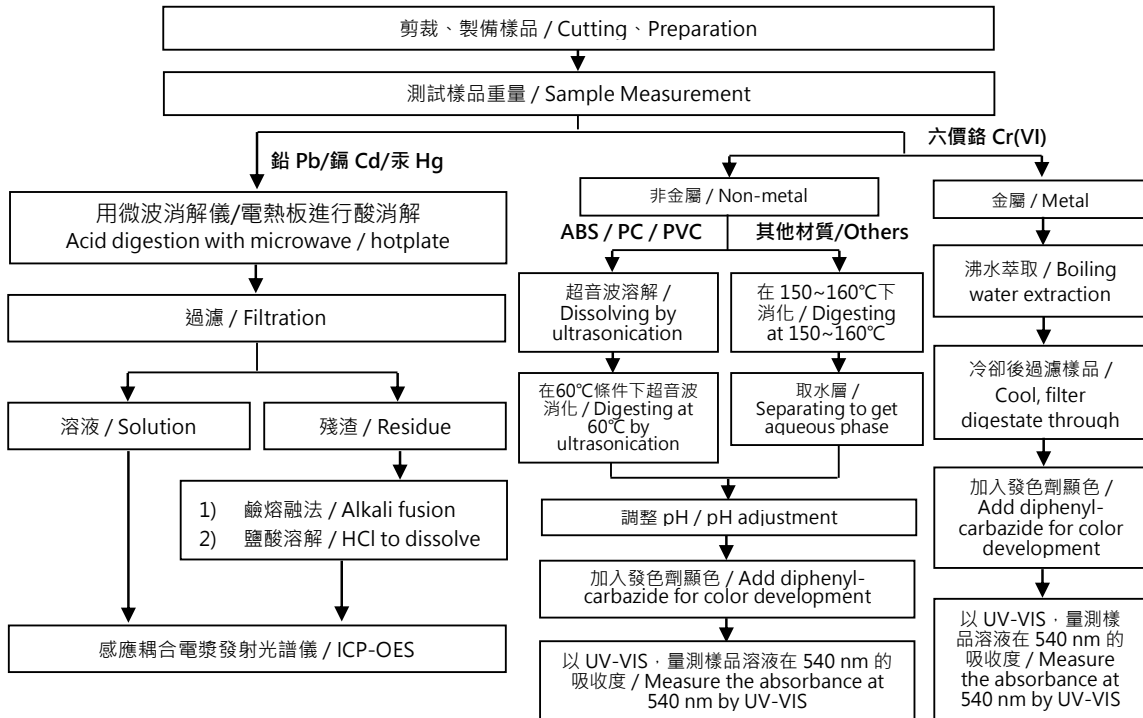 剪裁、製備樣品 / Cutting、Preparation
測試樣品重量 / Sample Measurement
鉛 Pb/鎘 Cd/汞 Hg
用微波消解儀/電熱板進行酸消解
Acid digestion with microwave / hotplate
過濾 / Filtration
溶液 / Solution
殘渣 / Residue
1) 鹼熔融法 / Alkali fusion
2) 鹽酸溶解 / HCl to dissolve
感應耦合電漿發射光譜儀 / ICP-OES
六價鉻 Cr(VI)
非金屬 / Non-metal
ABS / PC / PVC
其他材質/Others
超音波溶解 /
Dissolving by
ultrasonication
在60℃條件下超音波
消化 / Digesting at
60℃ by
ultrasonication
在 150~160℃下
消化 / Digesting
at 150~160℃
取水層 /
Separating to get
aqueous phase
調整 pH / pH adjustment
加入發色劑顯色 / Add diphenyl-
carbazide for color development
以 UV-VIS，量測樣品溶液在 540 nm 的
吸收度 / Measure the absorbance at
540 nm by UV-VIS
金屬 / Metal
沸水萃取 / Boiling
water extraction
冷卻後過濾樣品 /
Cool, filter
digestate through
加入發色劑顯色 /
Add diphenyl-
carbazide for color
development
以 UV-VIS，量測樣
品溶液在 540 nm 的
吸收度 / Measure
the absorbance at
540 nm by UV-VIS